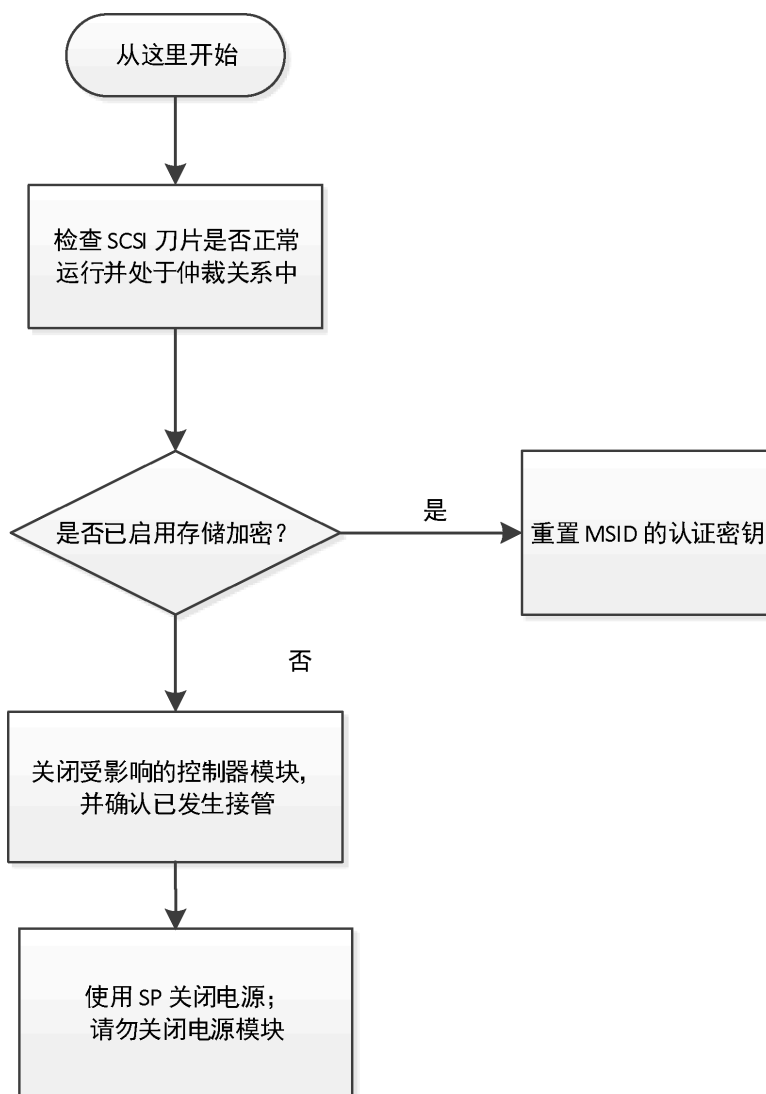 从这里开始
检查 SCSI 刀片是否正常
运行并处于仲裁关系中
是否已启用存储加密？
是
重置 MSID 的认证密钥
否
关闭受影响的控制器模块，
并确认已发生接管
使用 SP 关闭电源；
请勿关闭电源模块